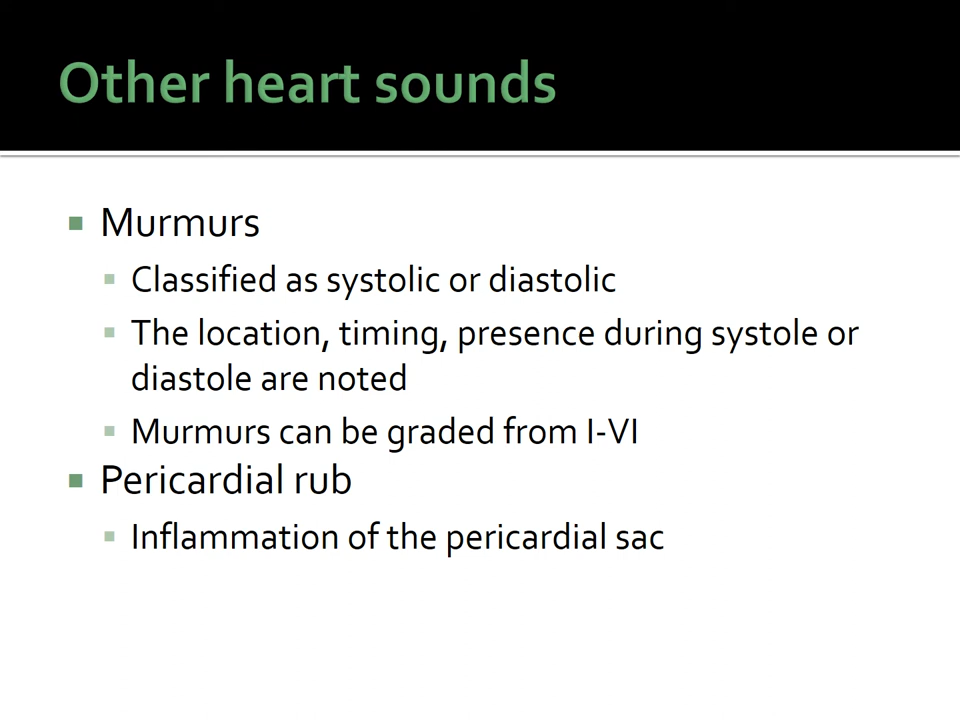 Other heart sounds
Murmurs
Classified as systolic or diastolic
The location, timing, presence during systole or
diastole are noted
Murmurs can be graded from I-VI
Pericardial rub
Inflammation of the pericardial sac